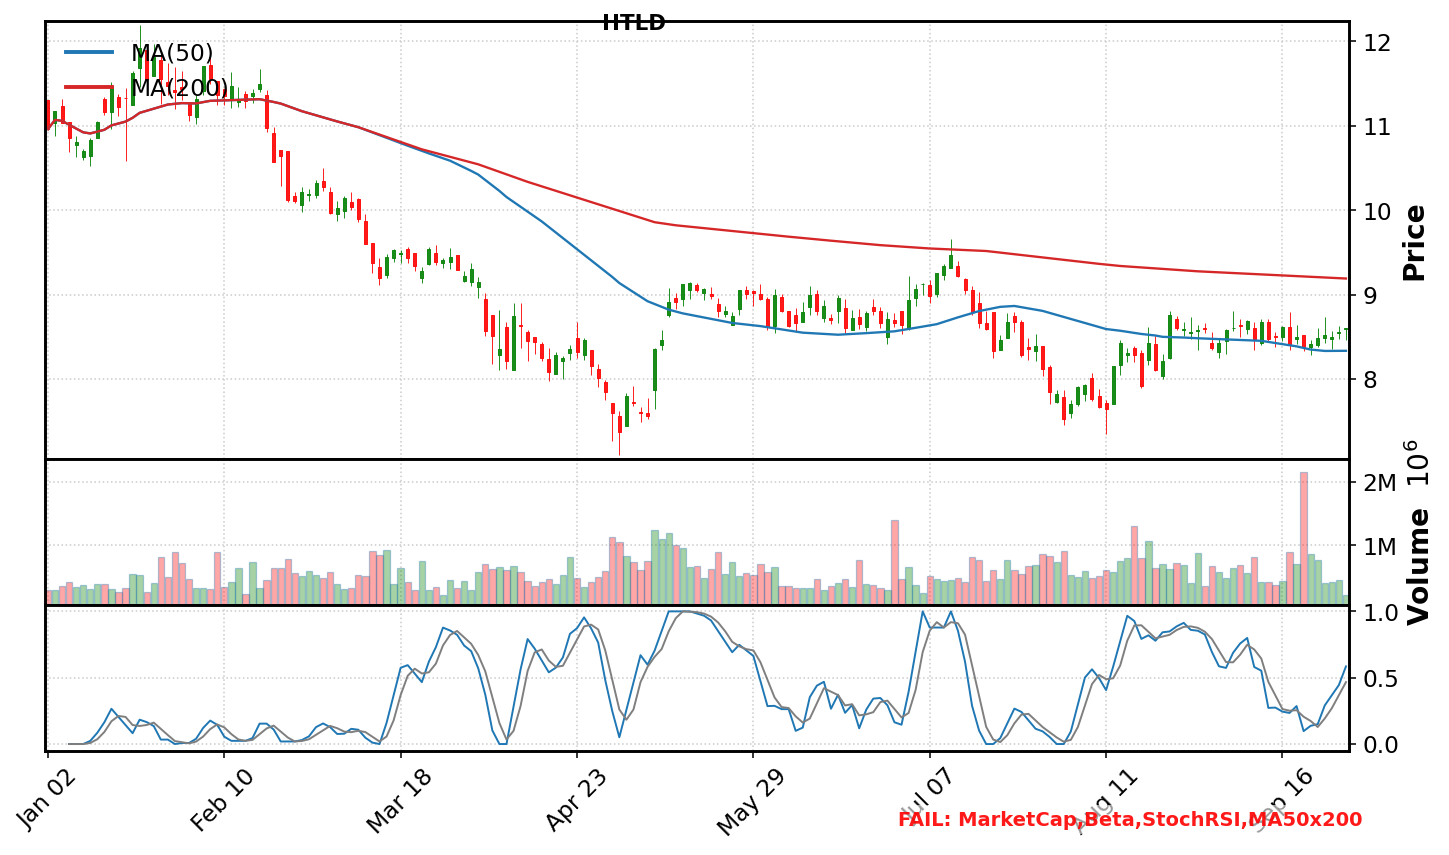 HTLD
MA(50)
MA(200)
12
11
10
9
8
Price
2M
1M
Volume 10⁶
1.0
0.5
0.0
Jan 02
Feb 10
Mar 18
Apr 23
May 29
Jul 07
Aug 11
Sep 16
FAIL: MarketCap,Beta,StochRSI,MA50x200